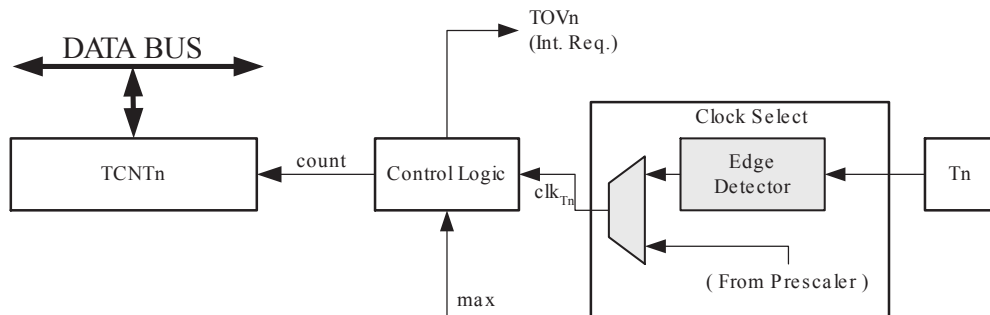 TOVn
(Int. Req.)
DATA BUS
Clock Select
TCNTn
count
Control Logic
clkTn
Edge
Detector
Tn
( From Prescaler )
max